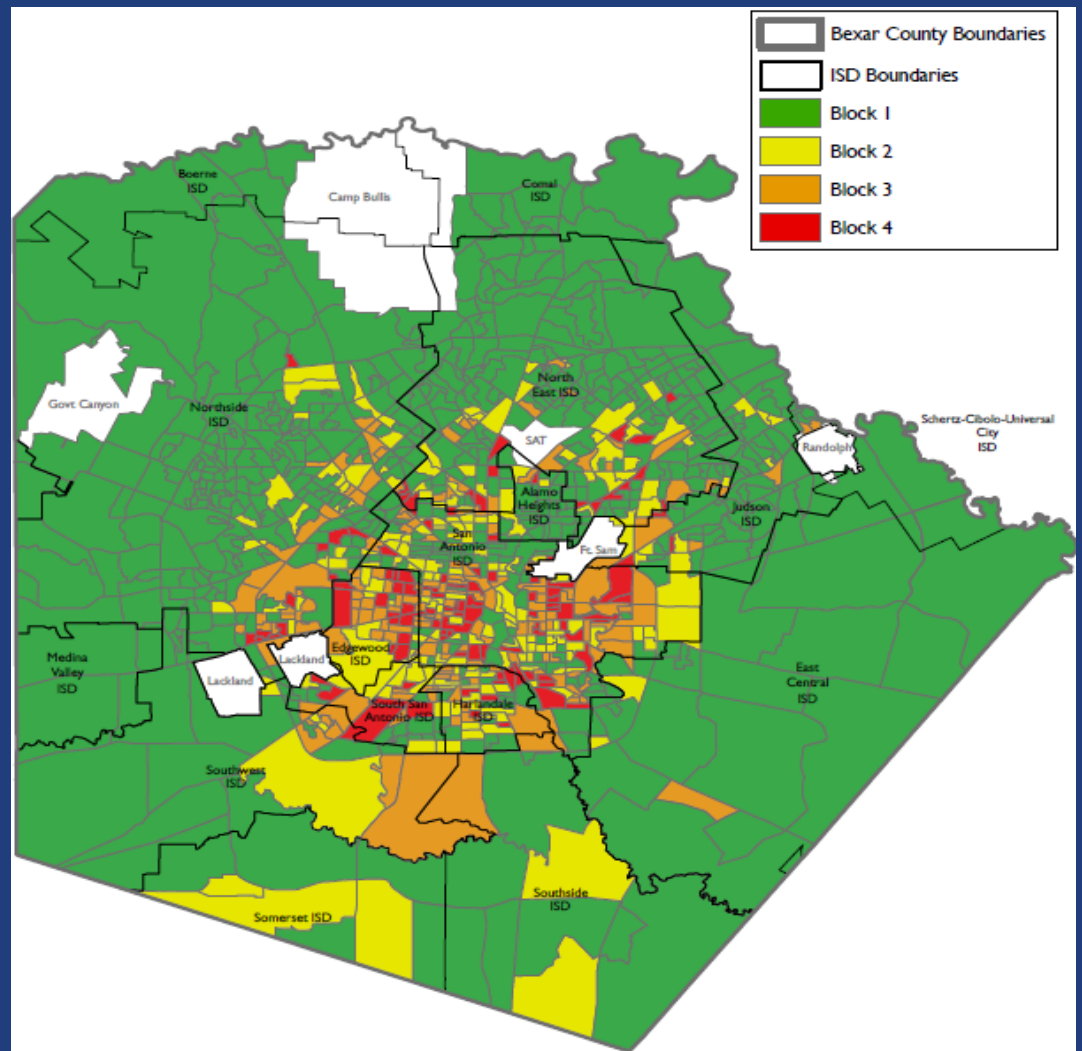 Bexar County Boundaries
ISD Boundaries
Block 1
Block 2
Block 3
Block 4
Boerne
ISD
Camp Bullis
Comal
ISD
Govt Canyon
Northside
ISD
North
East ISD
SAT
Schertz-Cibolo-Universal
City
ISD
Randolph
Alamo
Heights
ISD
Judson
ISD
San
Antonio
ISD
Ft. Sam
Medina
Valley
ISD
Lackland
Lackland
Edgewood
ISD
East
Central
ISD
South San
Antonio ISD
Harlandale
ISD
Southwest
ISD
Southside
ISD
Somerset ISD